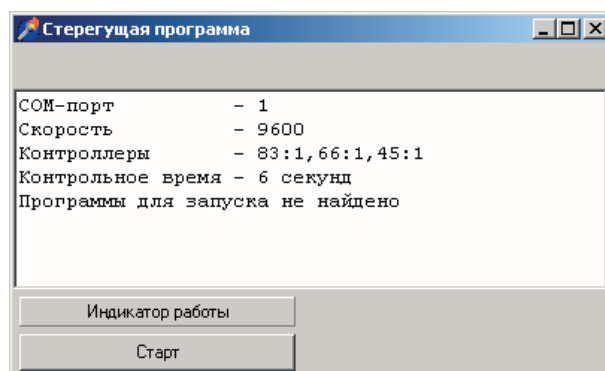 Стерегущая программа
COM-порт - 1
Скорость - 9600
Контроллеры - 83:1,66:1,45:1
Контрольное время - 6 секунд
Программы для запуска не найдено
Индикатор работы
Старт